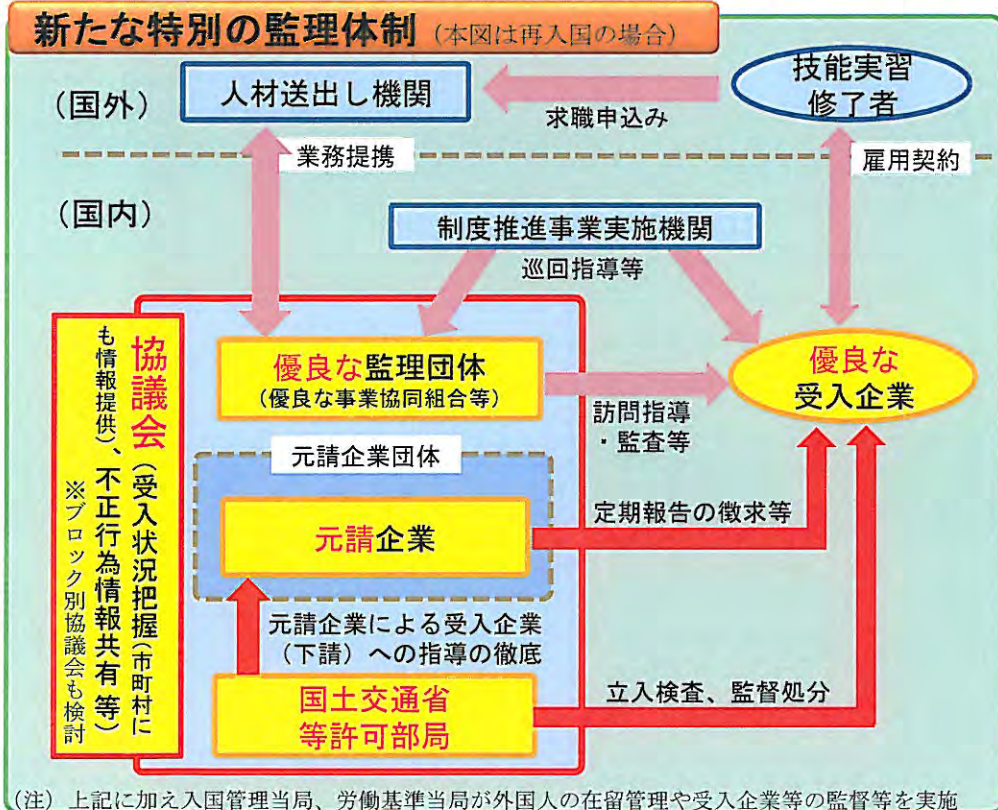 新たな特別の監理体制（本図は再入国の場合）
（国外）
人材送出し機関
求職申込み
技能実習
修了者
業務提携
雇用契約
（国内）
制度推進事業実施機関
巡回指導等
協議会（受入状況把握（市町村に
も情報提供）、不正行為情報共有 等）
※ブロック別協議会も検討
優良な監理団体
（優良な事業協同組合等）
訪問指導
・監査等
優良な
受入企業
元請企業団体
元請企業
定期報告の徴求等
元請企業による受入企業
（下請）への指導の徹底
国土交通省
等許可部局
立入検査、監督処分
（注）上記に加え入国管理当局、労働基準当局が外国人の在留管理や受入企業等の監督等を実施